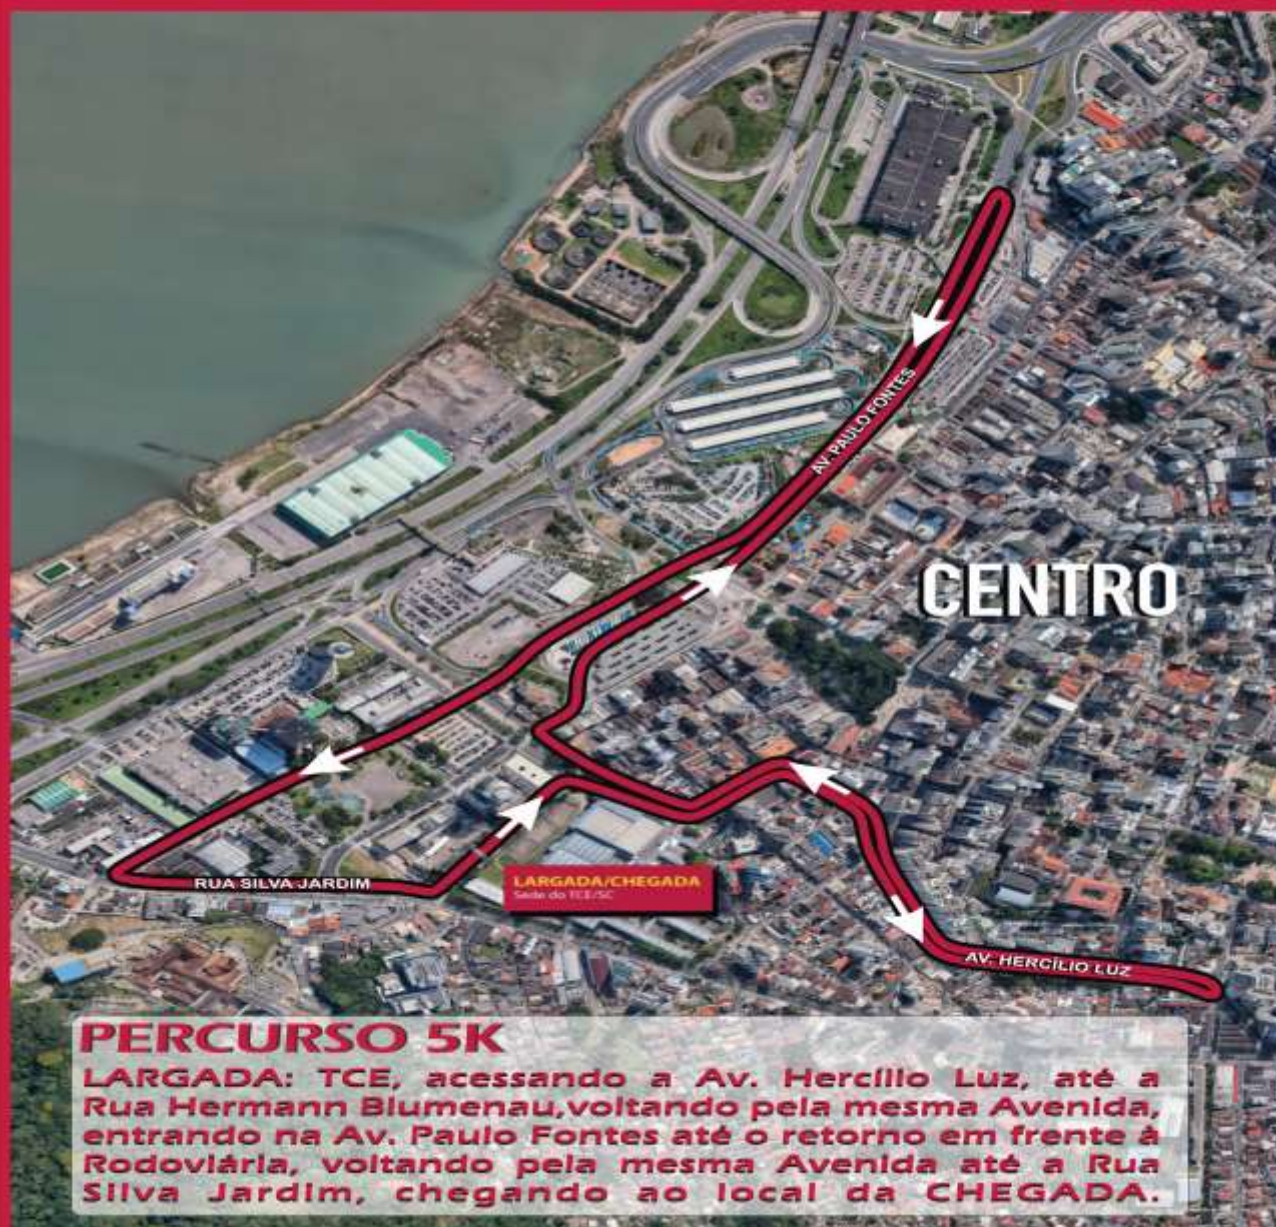 AV. PAULO FONTES
CENTRO
RUA SILVA JARDIM
LARGADA/CHEGADA
Sede do TCE/SC
AV. HERCÍLIO LUZ
PERCURSO 5K
LARGADA: TCE, acessando a Av. Hercílio Luz, até a
Rua Hermann Blumenau,voltando pela mesma Avenida,
entrando na Av. Paulo Fontes até o retorno em frente à
Rodoviária, voltando pela mesma Avenida até a Rua
Silva Jardim, chegando ao local da CHEGADA.